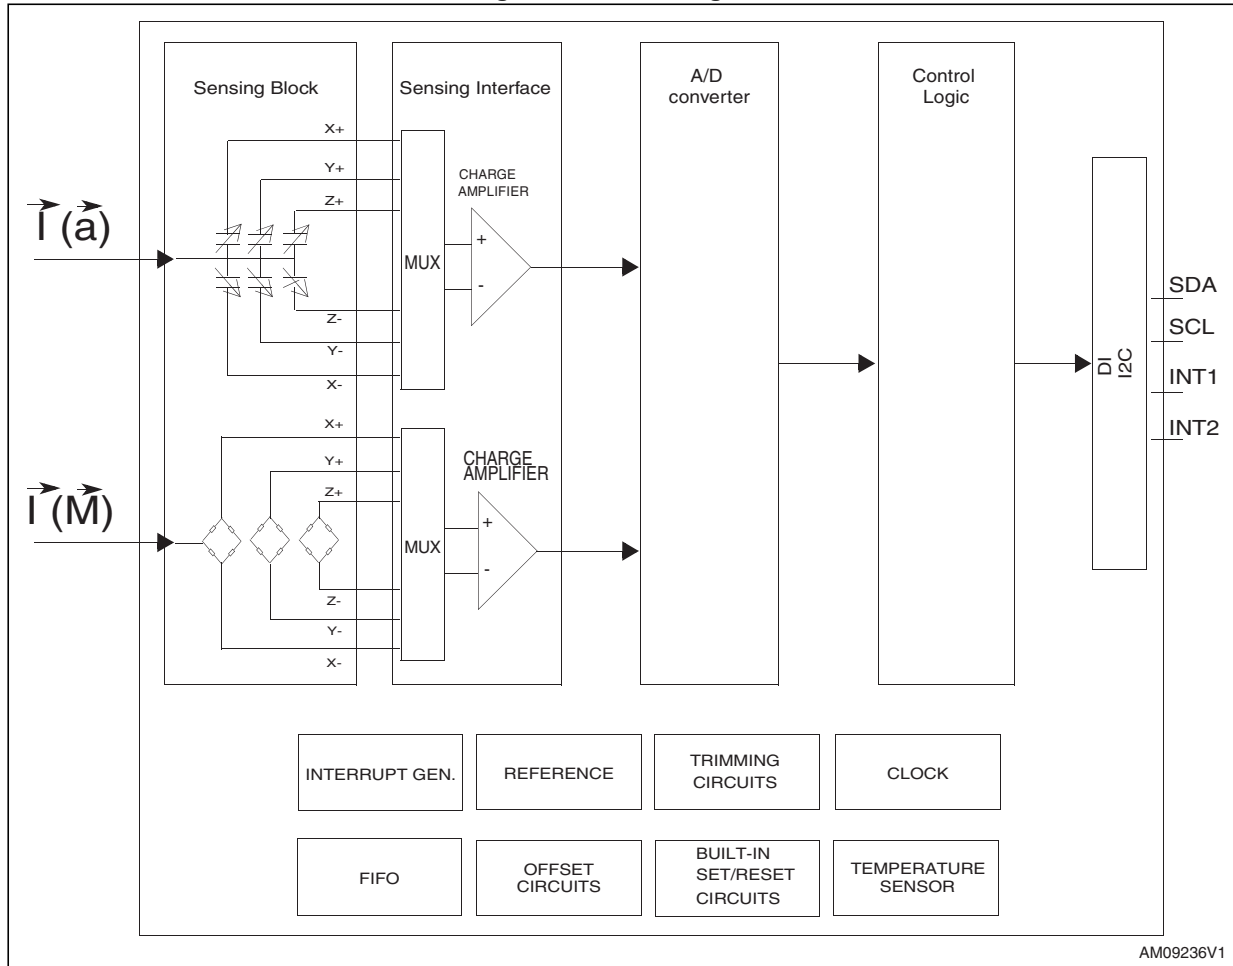 Sensing Block
Sensing Interface
A/D
converter
Control
Logic
X+
Y+
Z+
CHARGE
AMPLIFIER
I (a)
+
-
MUX
Z-
Y-
X-
SDA
SCL
INT1
INT2
DI
I2C
X+
Y+
Z+
CHARGE
AMPLIFIER
I (M)
+
-
MUX
Z-
Y-
X-
INTERRUPT GEN.
REFERENCE
TRIMMING
CIRCUITS
CLOCK
FIFO
OFFSET
CIRCUITS
BUILT-IN
SET/RESET
CIRCUITS
TEMPERATURE
SENSOR
AM09236V1